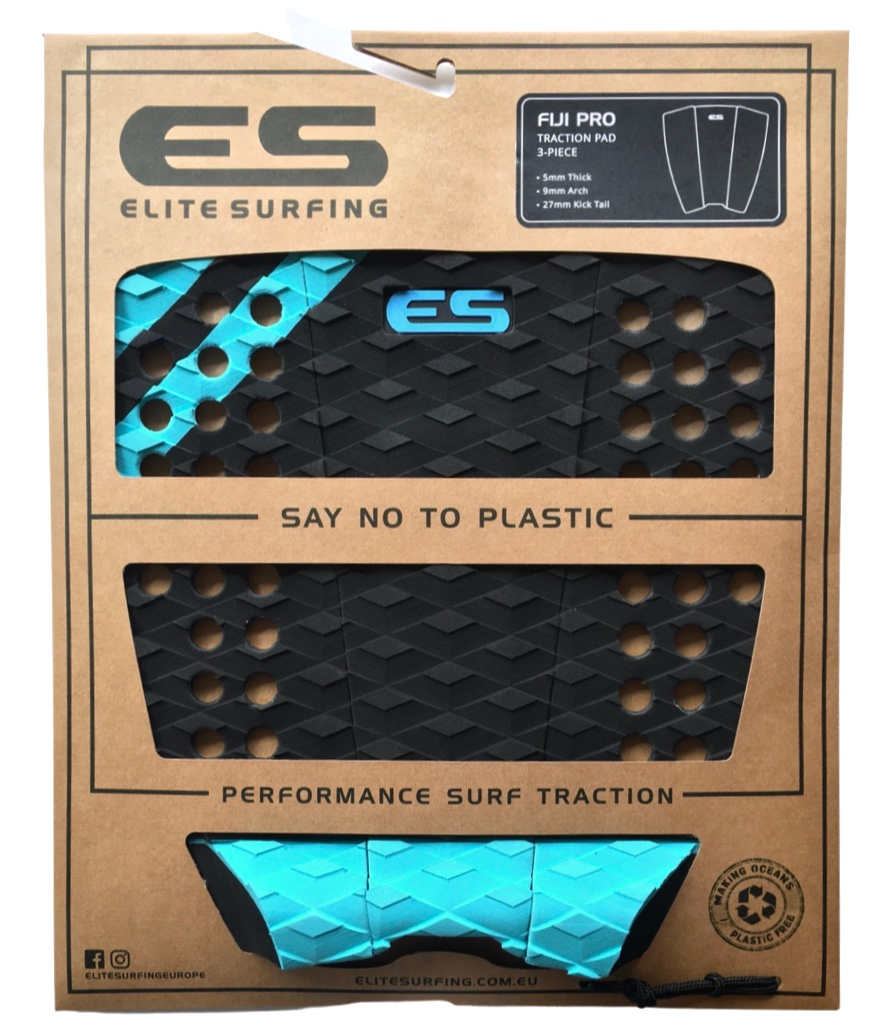 ES
ELITE SURFING
FIJI PRO
TRACTION PAD
3-PIECE
• 5mm Thick
• 9mm Arch
• 27mm Kick Tail
ES
ES
SAY NO TO PLASTIC
PERFORMANCE SURF TRACTION
MAKING OCEANS
PLASTIC FREE
ELITESURFINGEUROPE
ELITESURFING.COM.EU